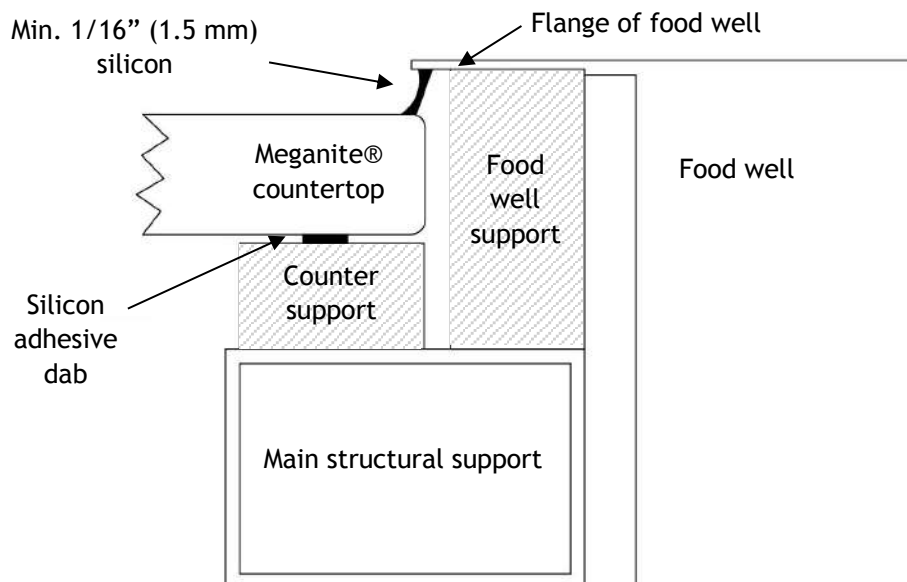 Min. 1/16” (1.5 mm)
silicon
Flange of food well
Meganite®
countertop
Food
well
support
Food well
Counter
support
Silicon
adhesive
dab
Main structural support